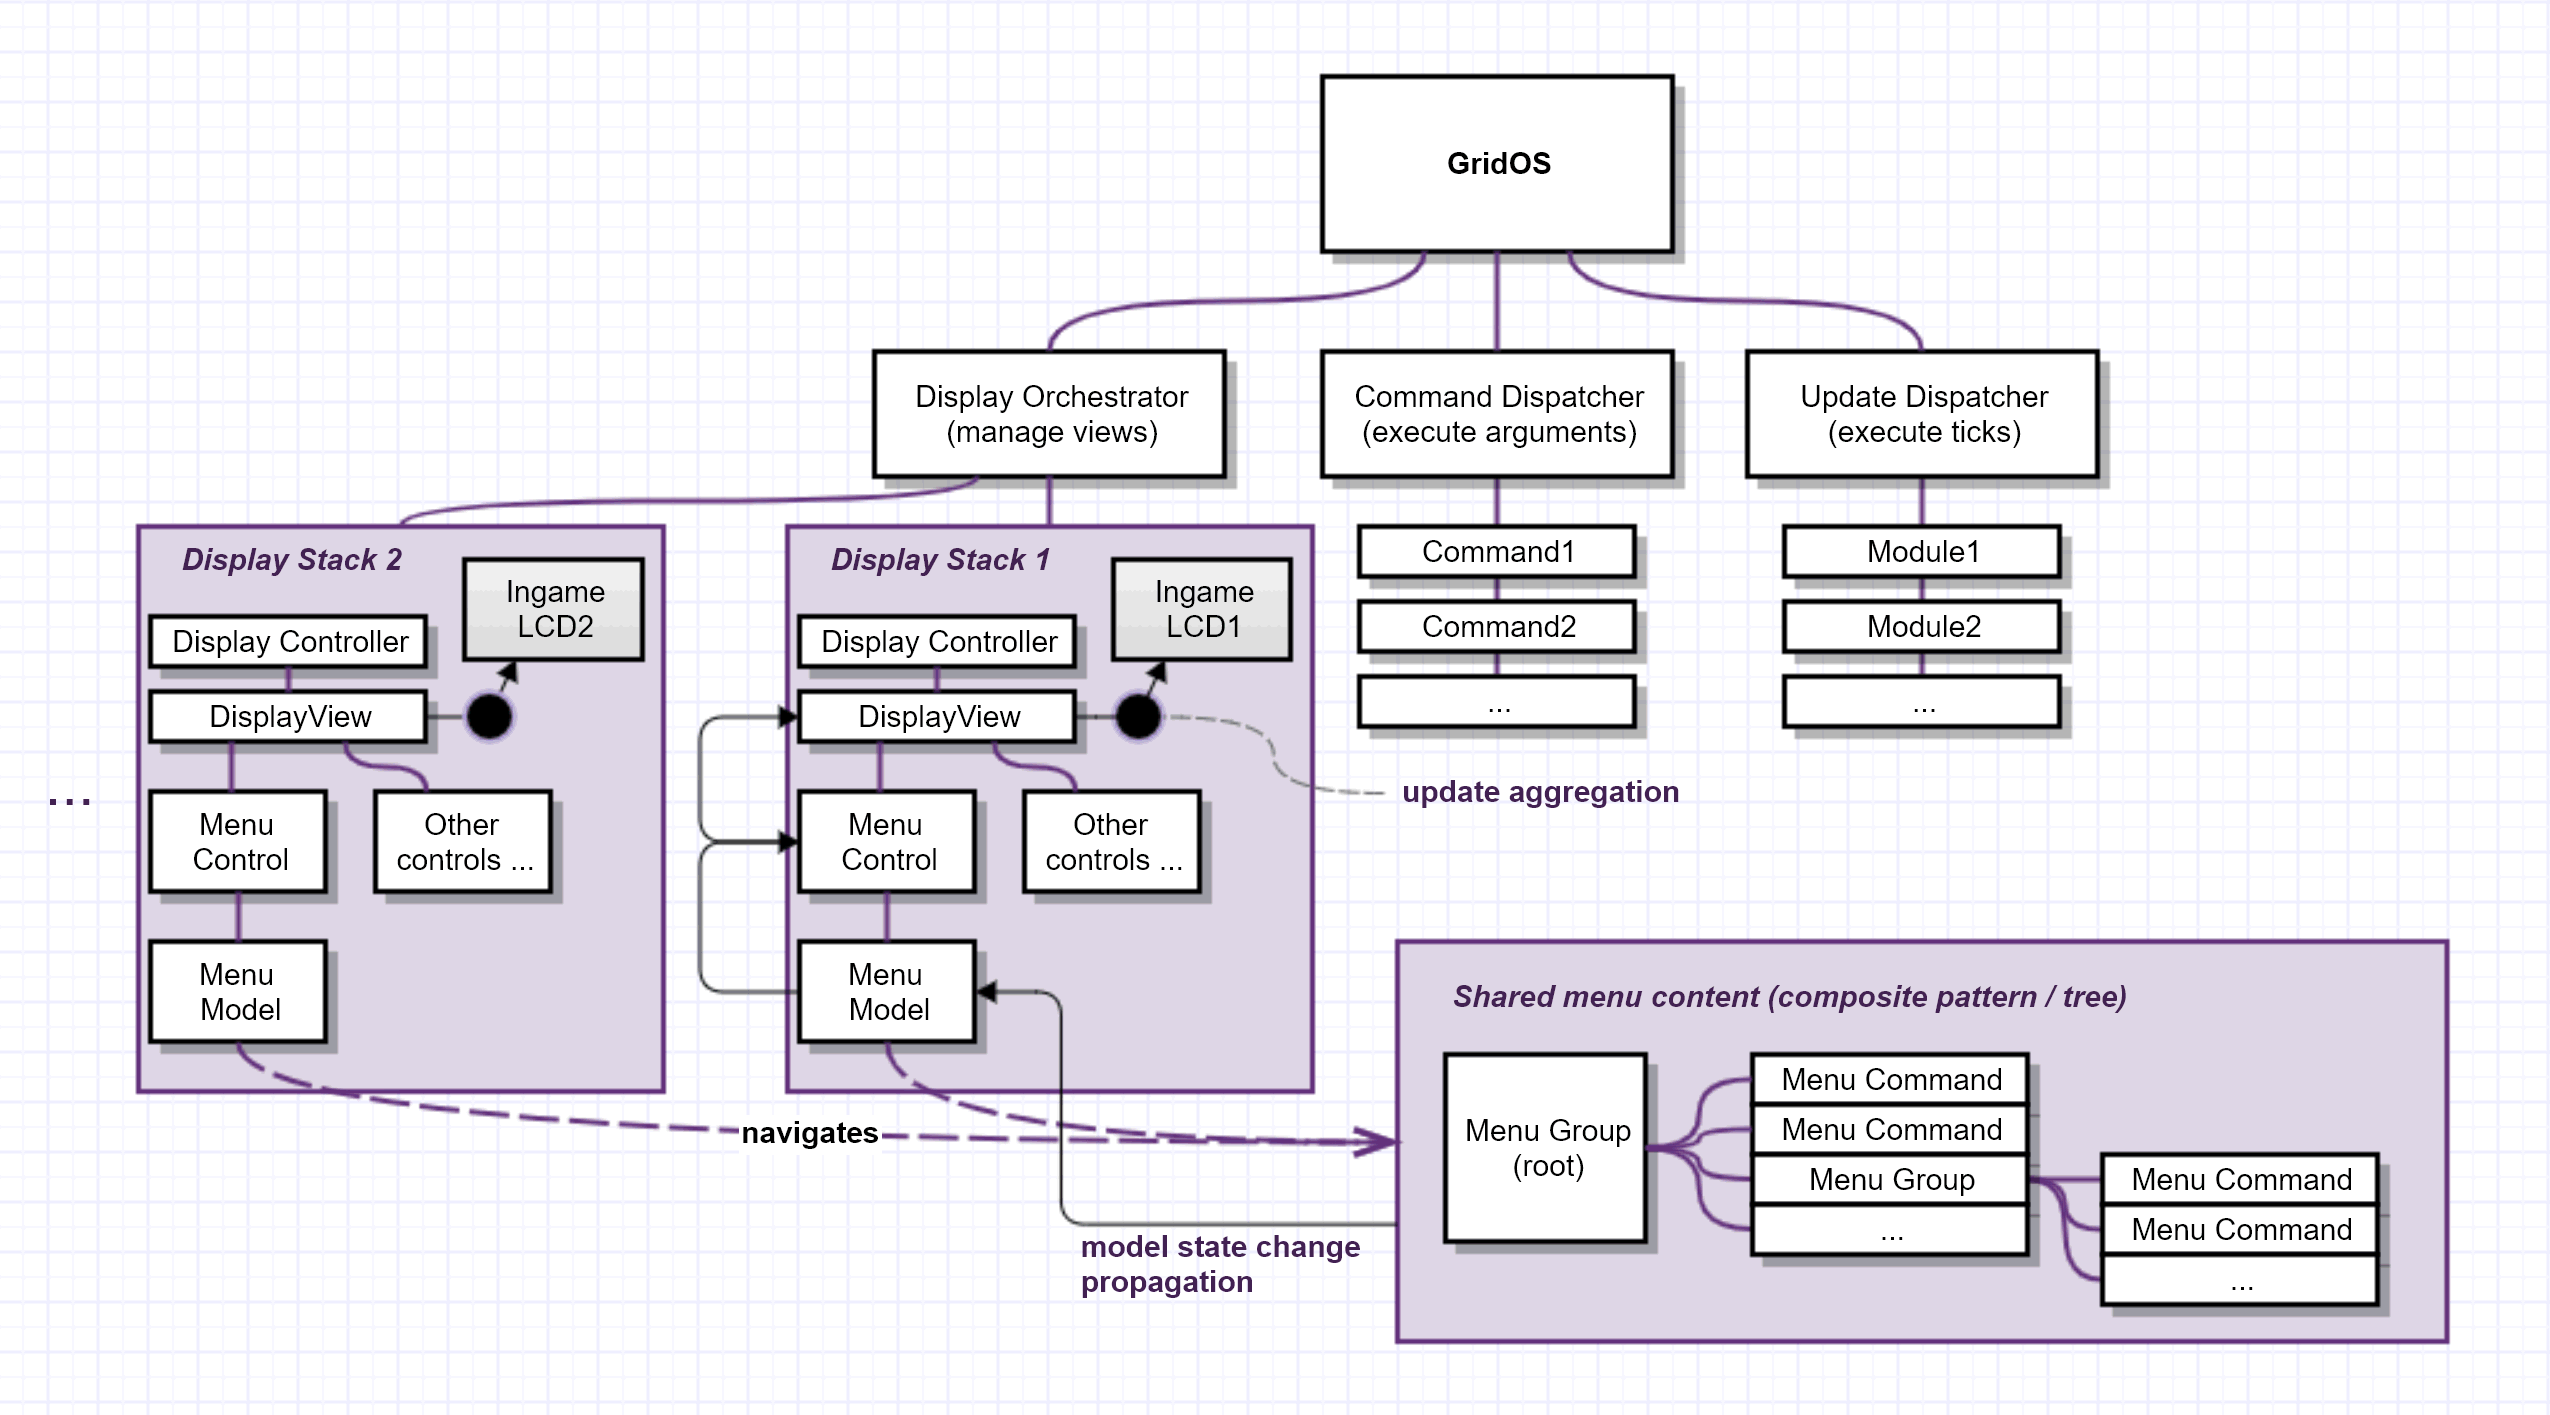 GridOS
Display Orchestrator
(manage views)
Command Dispatcher
(execute arguments)
Update Dispatcher
(execute ticks)
Display Stack 2
Ingame
LCD2
Display Controller
DisplayView
Menu
Control
Other
controls ...
Menu
Model
...
Display Stack 1
Ingame
LCD1
Display Controller
DisplayView
Menu
Control
Other
controls ...
Menu
Model
Command1
Command2
...
Module1
Module2
...
update aggregation
navigates
model state change
propagation
Shared menu content (composite pattern / tree)
Menu Group
(root)
Menu Command
Menu Command
Menu Group
...
Menu Command
Menu Command
...